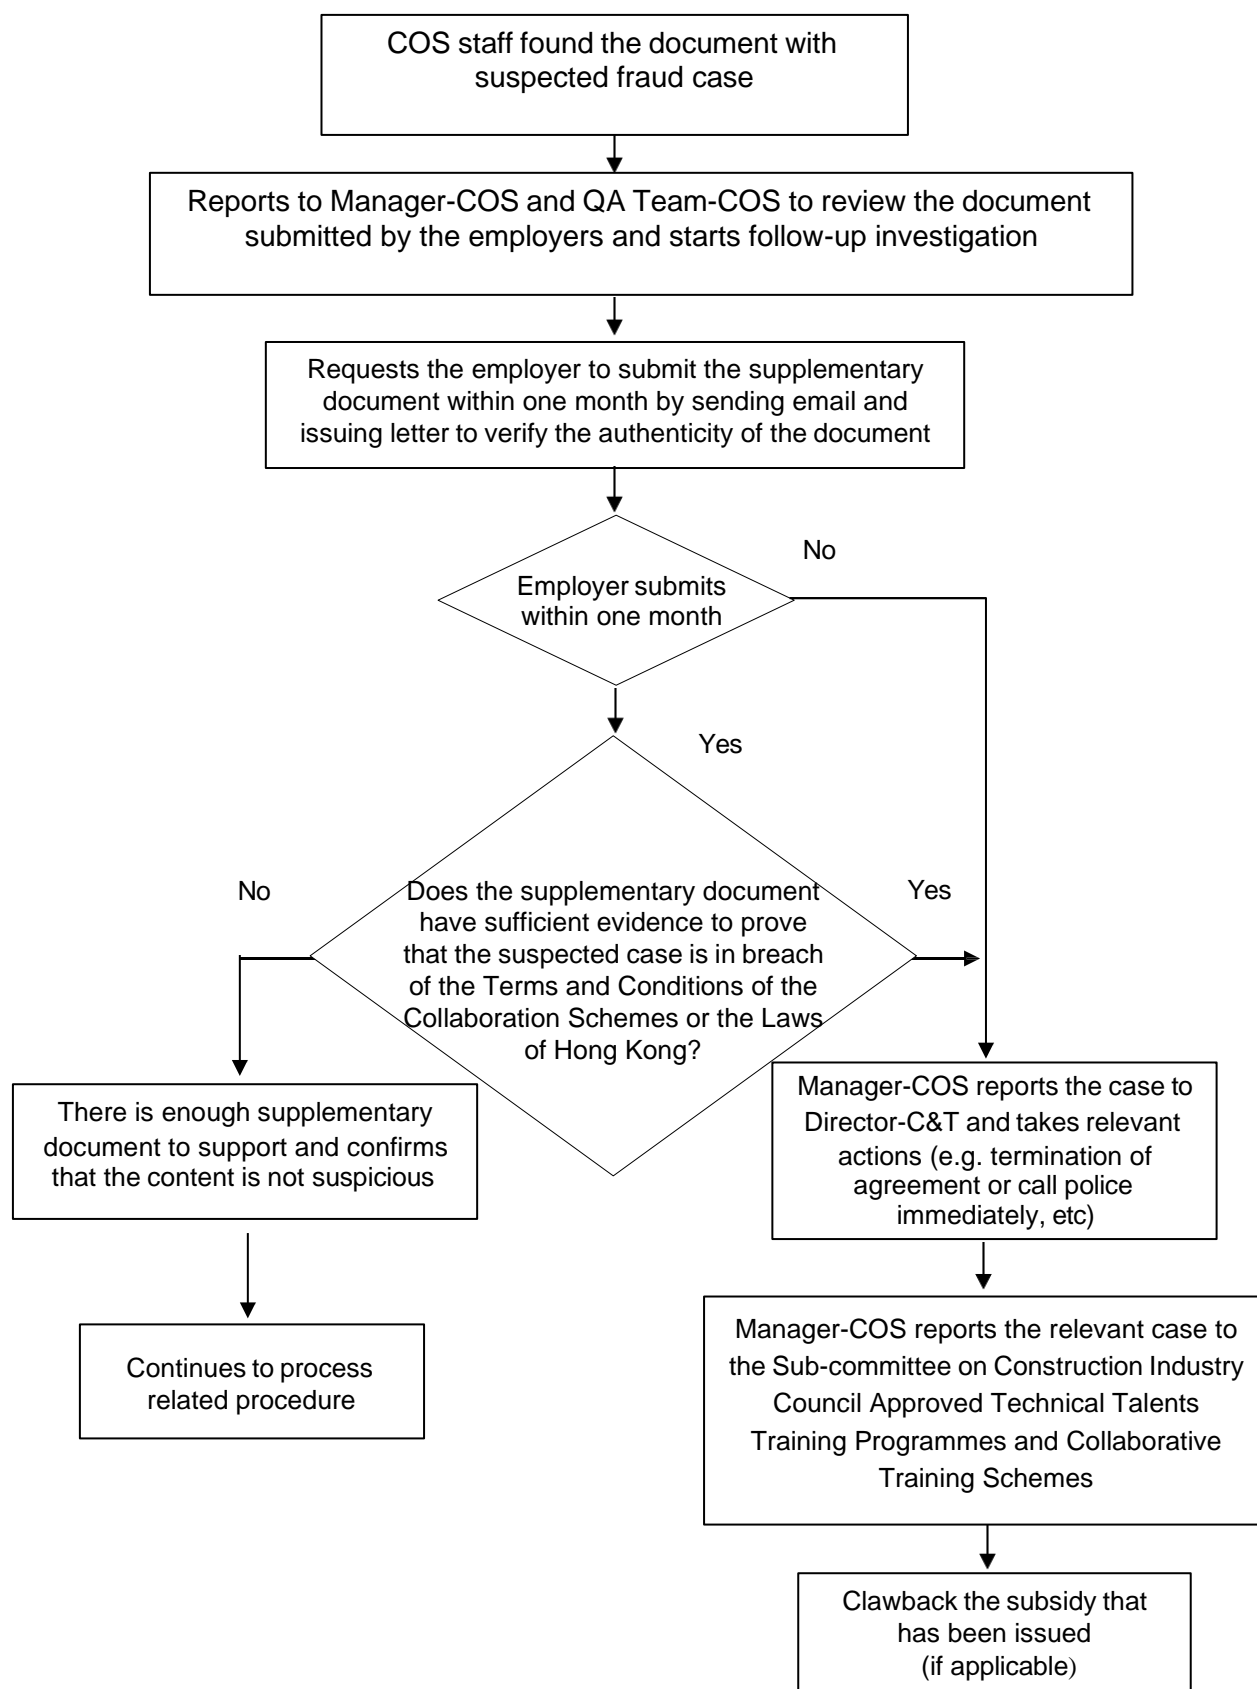 COS staff found the document with
suspected fraud case
Reports to Manager-COS and QA Team-COS to review the document
submitted by the employers and starts follow-up investigation
Requests the employer to submit the supplementary
document within one month by sending email and
issuing letter to verify the authenticity of the document
No
Employer submits
within one month
Yes
No
Yes
Does the supplementary document
have sufficient evidence to prove
that the suspected case is in breach
of the Terms and Conditions of the
Collaboration Schemes or the Laws
of Hong Kong?
There is enough supplementary
document to support and confirms
that the content is not suspicious
Manager-COS reports the case to
Director-C&T and takes relevant
actions (e.g. termination of
agreement or call police
immediately, etc)
Continues to process
related procedure
Manager-COS reports the relevant case to
the Sub-committee on Construction Industry
Council Approved Technical Talents
Training Programmes and Collaborative
Training Schemes
Clawback the subsidy that
has been issued
(if applicable)